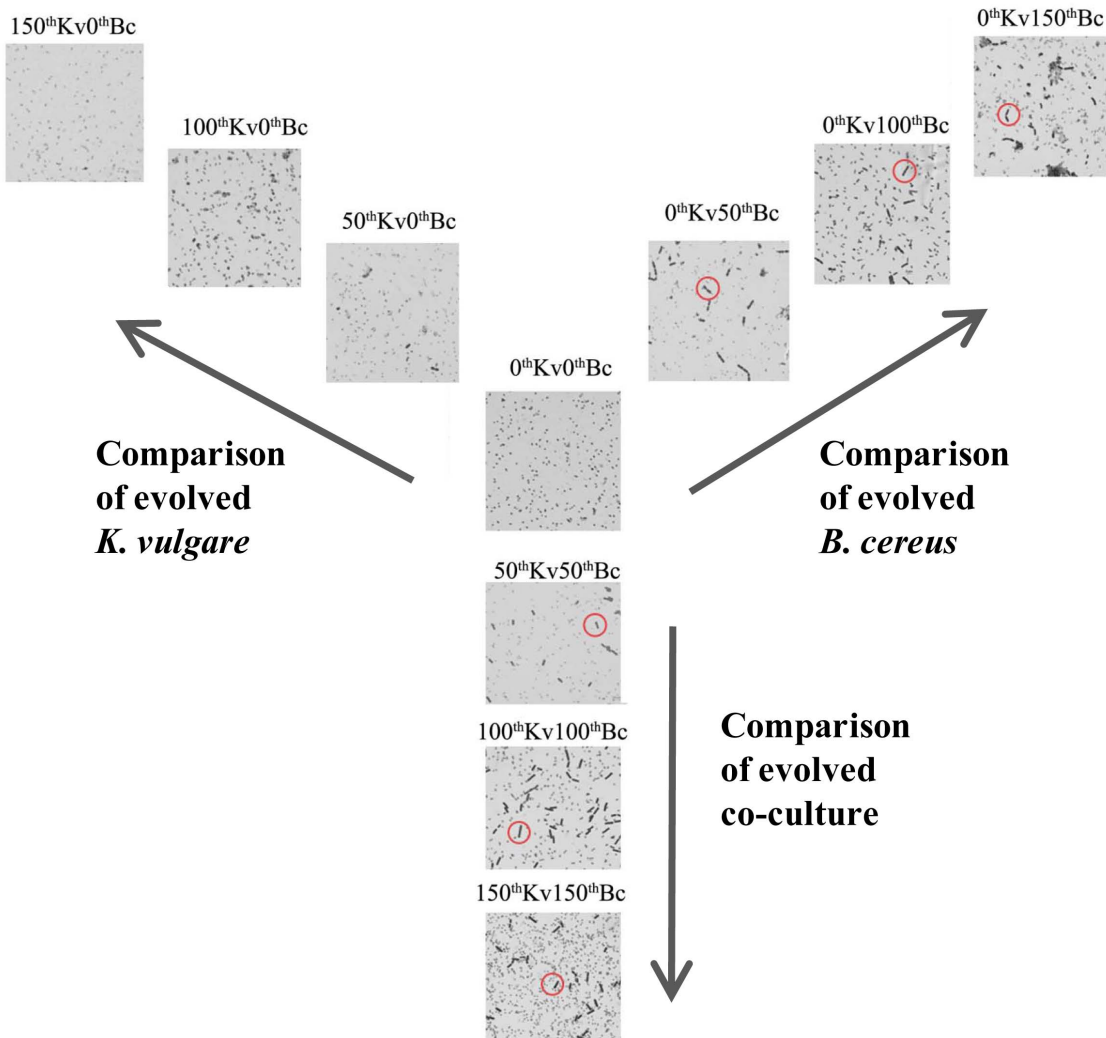 150thKv0thBc
0thKv150thBc
100thKv0thBc
0thKv100thBc
50thKv0thBc
0thKv50thBc
0thKv0thBc
Comparison
of evolved
K. vulgare
Comparison
of evolved
B. cereus
50thKv50thBc
100thKv100thBc
Comparison
of evolved
co-culture
150thKv150thBc